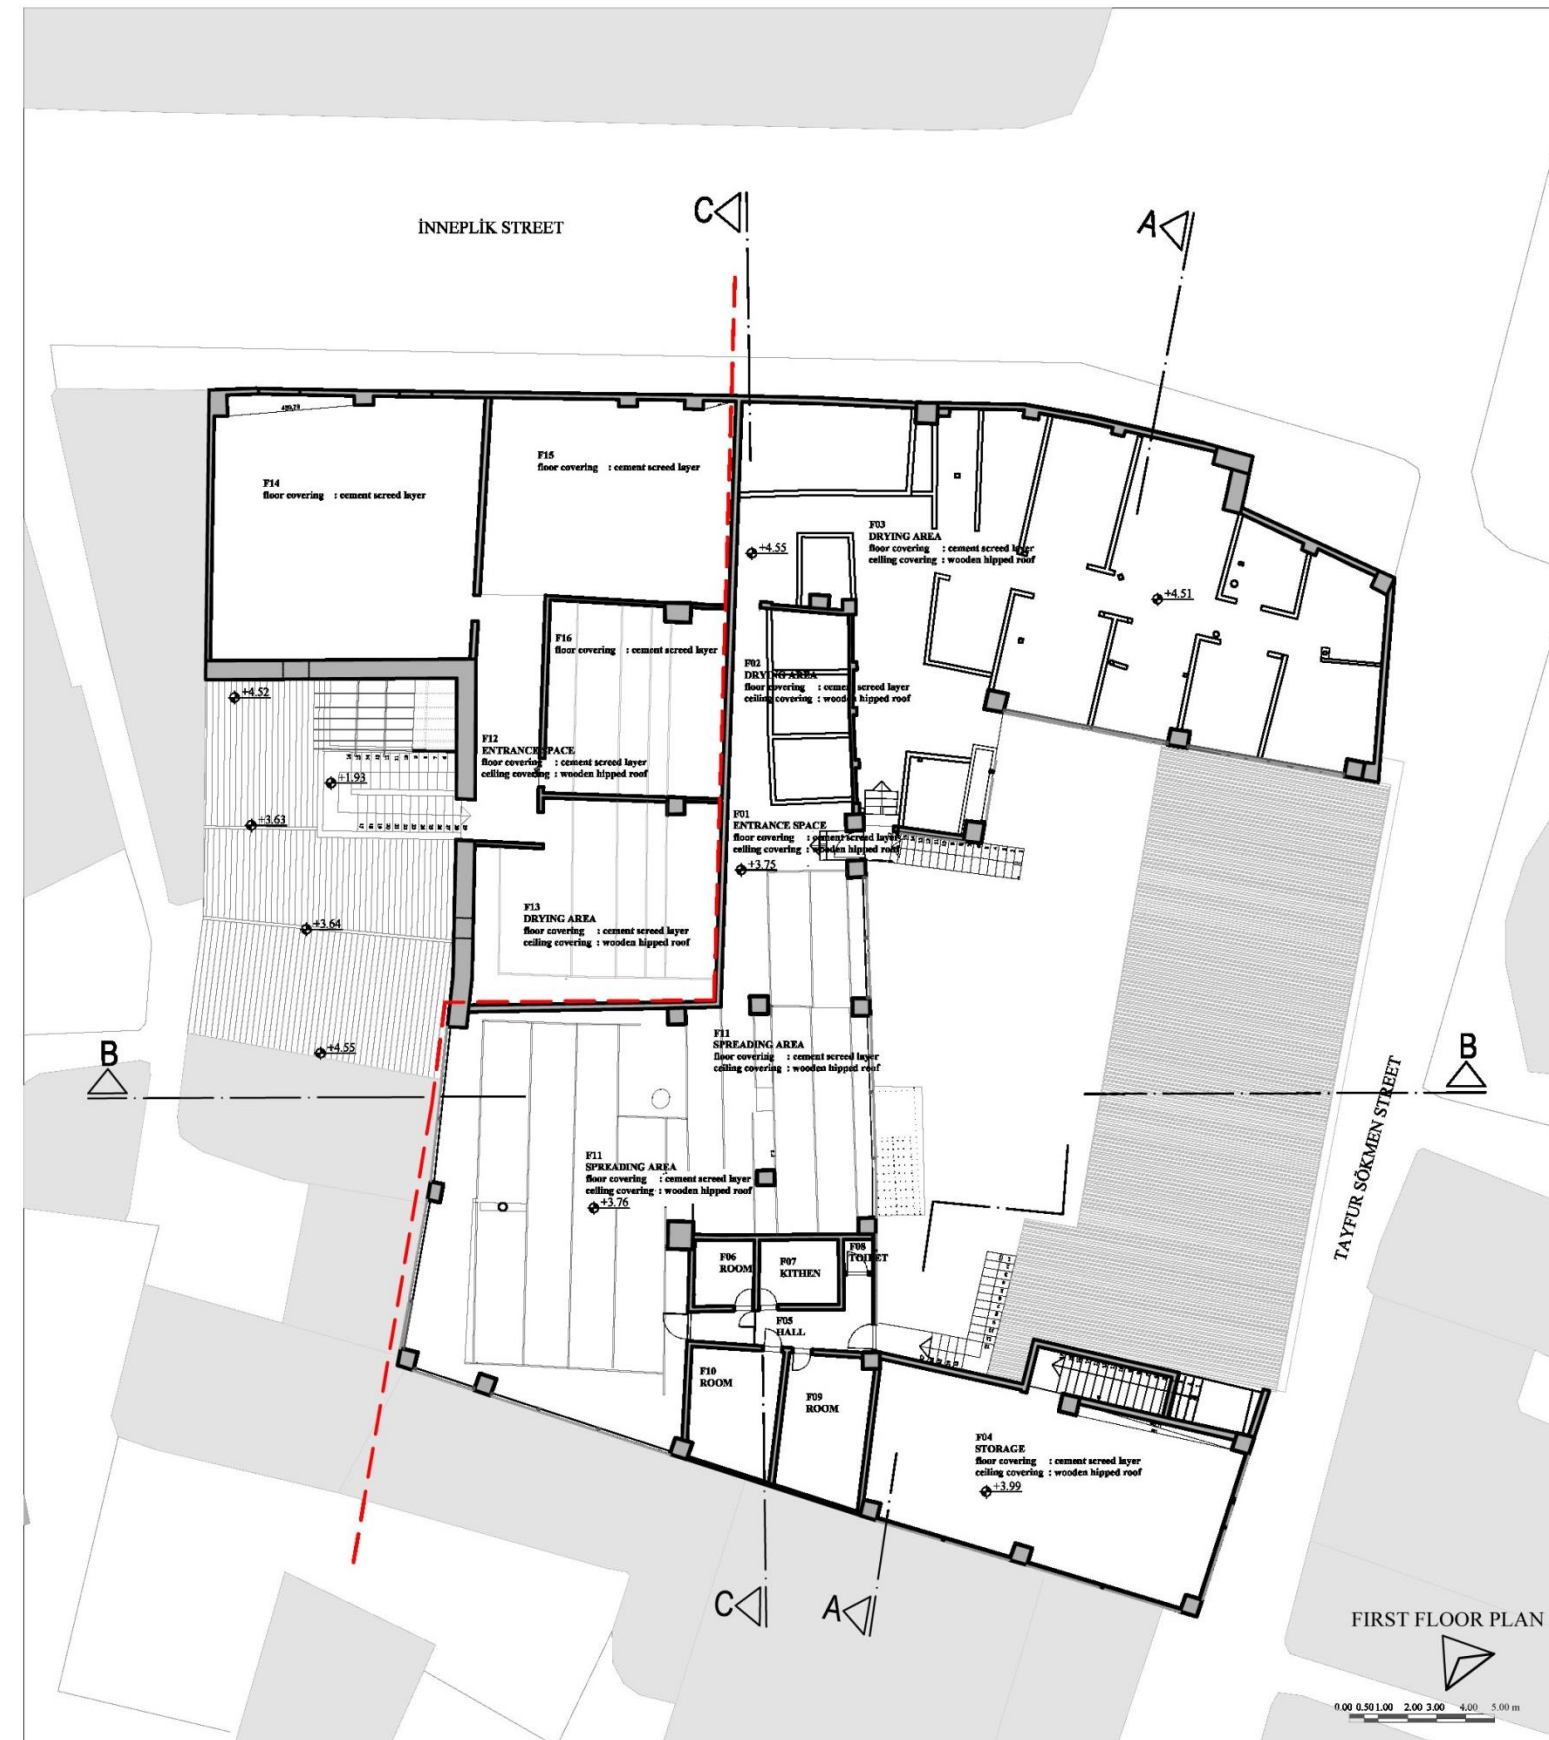 C
A
İNNEPLİK STREET
F15
floor covering : cement screed layer
F14
floor covering : cement screed layer
F03
DRYING AREA
floor covering : cement screed layer
ceiling covering : wooden hipped roof
+4.55
+4.51
F16
floor covering : cement screed layer
F02
DRYING AREA
floor covering : cement screed layer
ceiling covering : wooden hipped roof
+4.52
F12
ENTRANCE SPACE
floor covering : cement screed layer
ceiling covering : wooden hipped roof
+1.93
+3.63
F01
ENTRANCE SPACE
floor covering : cement screed layer
ceiling covering : wooden hipped roof
+3.75
F13
DRYING AREA
floor covering : cement screed layer
ceiling covering : wooden hipped roof
+3.64
F11
SPREADING AREA
floor covering : cement screed layer
ceiling covering : wooden hipped roof
+4.55
B
B
TAYFUR SÖKMEN STREET
F11
SPREADING AREA
floor covering : cement screed layer
ceiling covering : wooden hipped roof
+3.76
F06
ROOM
F07
KITHEN
F08
TOILET
F05
HALL
F10
ROOM
F09
ROOM
F04
STORAGE
floor covering : cement screed layer
ceiling covering : wooden hipped roof
+3.99
C
A
FIRST FLOOR PLAN
0.00 0.50 1.00 2.00 3.00 4.00 5.00 m